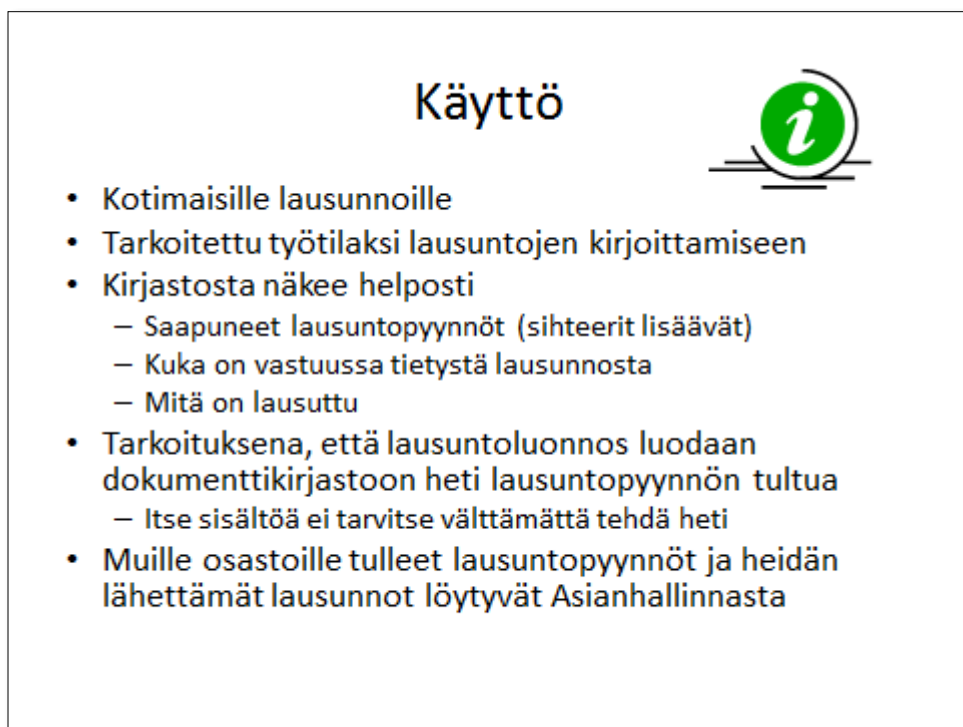 Käyttö
• Kotimaisille lausunnoille
• Tarkoitettu työtilaksi lausuntojen kirjoittamiseen
• Kirjastosta näkee helposti
– Saapuneet lausuntopyynnöt (sihteerit lisäävät)
– Kuka on vastuussa tietystä lausunnosta
– Mitä on lausuttu
• Tarkoituksena, että lausuntoluonnos luodaan
dokumenttikirjastoon heti lausuntopyynnön tultua
– Itse sisältöä ei tarvitse välttämättä tehdä heti
• Muille osastoille tulleet lausuntopyynnöt ja heidän
lähettämät lausunnot löytyvät Asianhallinnasta